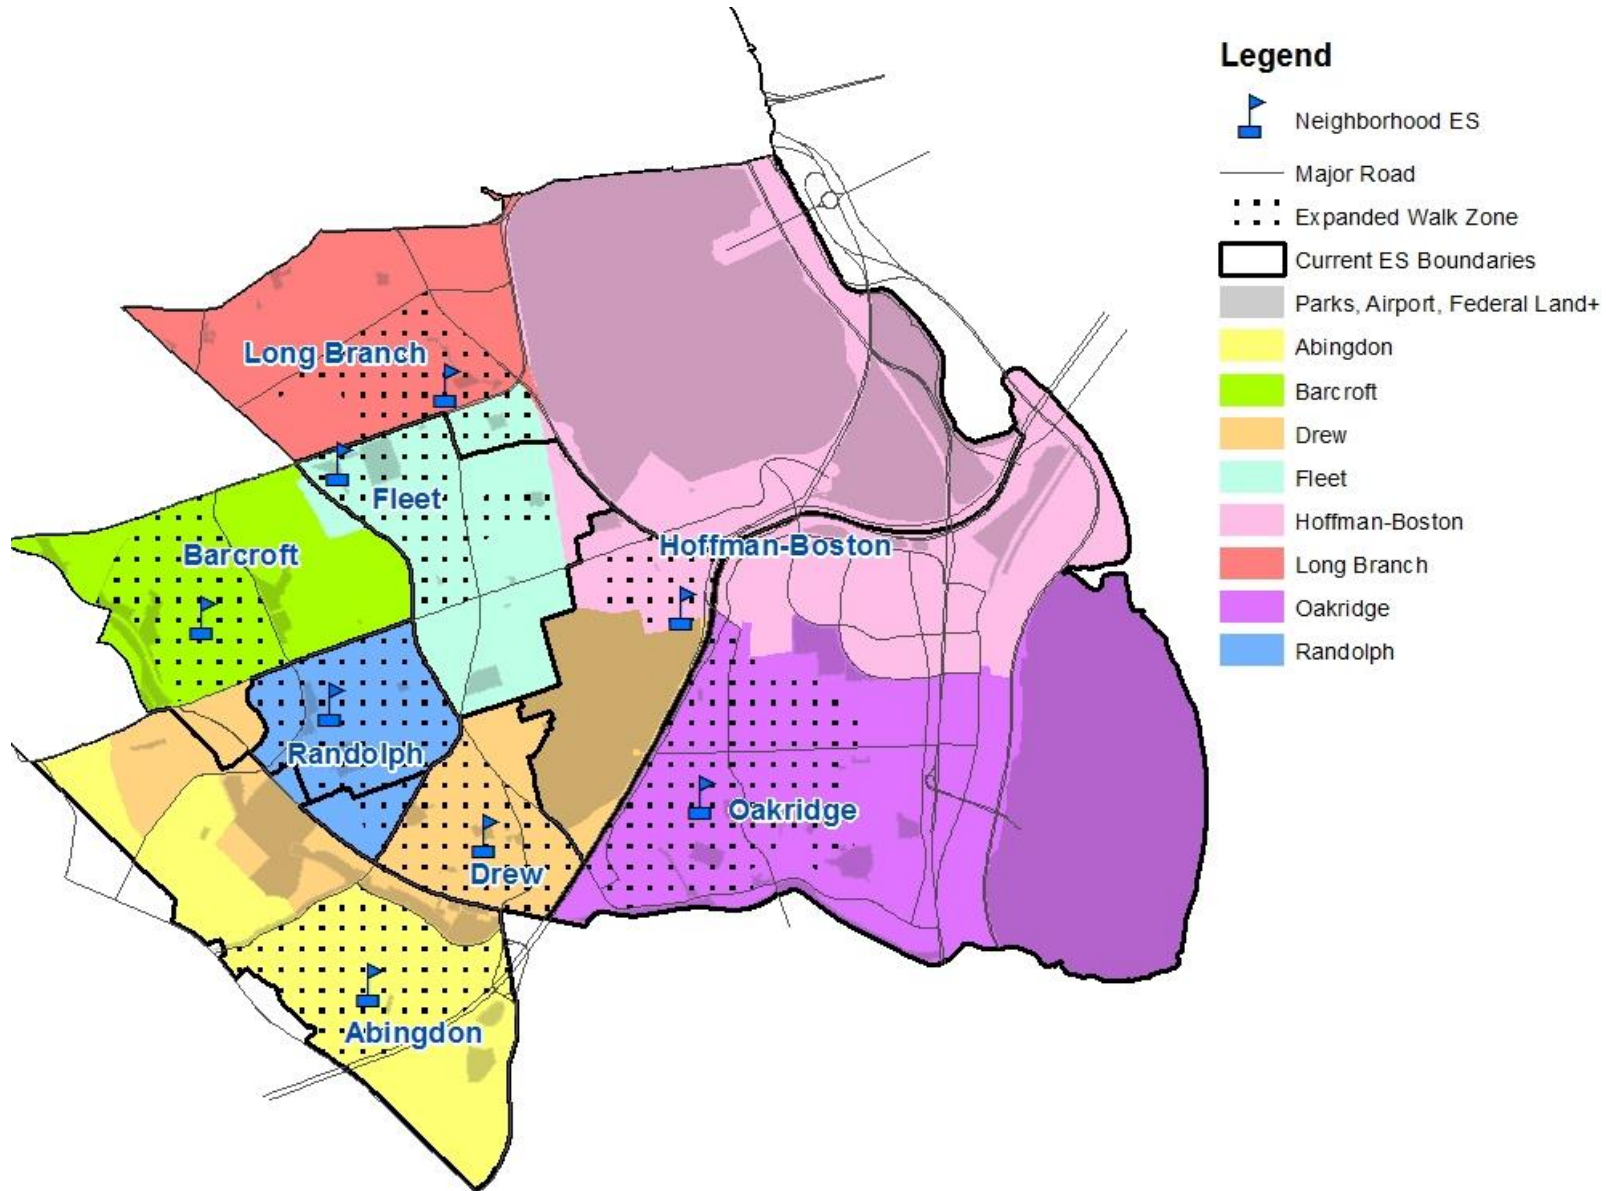 Legend
Neighborhood ES
Major Road
Expanded Walk Zone
Current ES Boundaries
Parks, Airport, Federal Land+
Abingdon
Barcroft
Drew
Fleet
Hoffman-Boston
Long Branch
Oakridge
Randolph
Long Branch
Fleet
Barcroft
Hoffman-Boston
Randolph
Oakridge
Drew
Abingdon